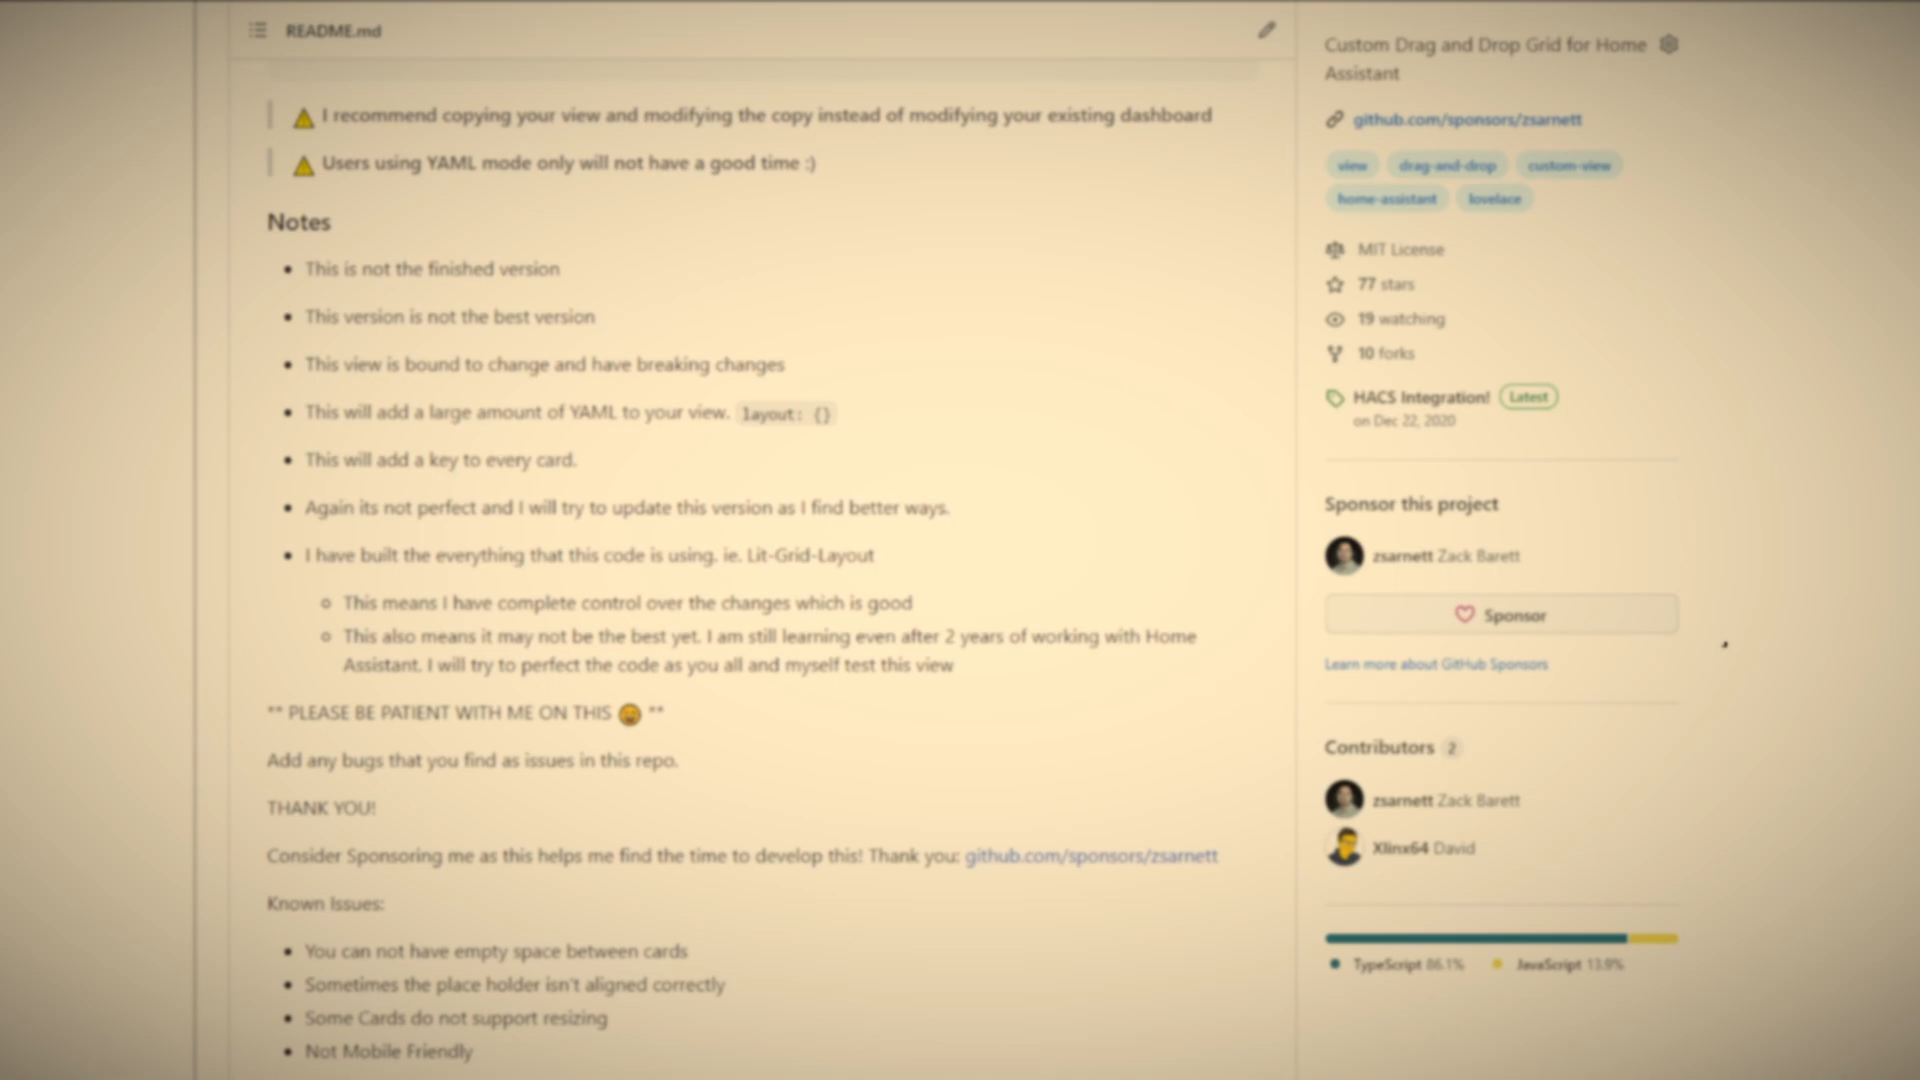 README.md
I recommend copying your view and modifying the copy instead of modifying your existing dashboard
Users using YAML mode only will not have a good time :)
Notes
This is not the finished version
This version is not the best version
This view is bound to change and have breaking changes
This will add a large amount of YAML to your view. layout: {}
This will add a key to every card.
Again its not perfect and I will try to update this version as I find better ways.
I have built the everything that this code is using. ie. Lit-Grid-Layout
This means I have complete control over the changes which is good
This also means it may not be the best yet. I am still learning even after 2 years of working with Home
Assistant. I will try to perfect the code as you all and myself test this view
** PLEASE BE PATIENT WITH ME ON THIS 😄 **
Add any bugs that you find as issues in this repo.
THANK YOU!
Consider Sponsoring me as this helps me find the time to develop this! Thank you: github.com/sponsors/zsarnett
Known Issues:
You can not have empty space between cards
Sometimes the place holder isn't aligned correctly
Some Cards do not support resizing
Not Mobile Friendly
Custom Drag and Drop Grid for Home
Assistant
github.com/sponsors/zsarnett
view drag-and-drop custom-view
home-assistant lovelace
MIT License
77 stars
19 watching
10 forks
HACS Integration! Latest
on Dec 22, 2020
Sponsor this project
zsarnett Zack Barett
Sponsor
Learn more about GitHub Sponsors
Contributors 2
zsarnett Zack Barett
Xlinx64 David
TypeScript 86.1% JavaScript 13.9%